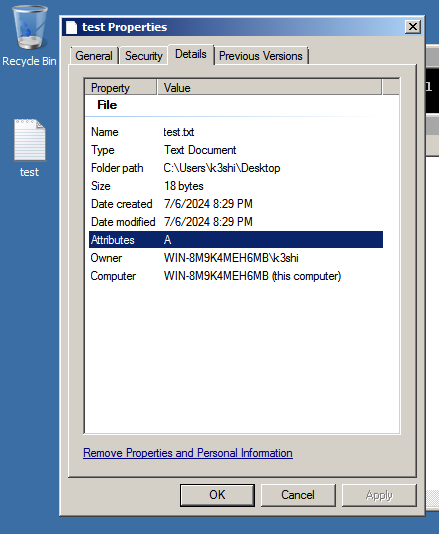 Recycle Bin
test
test Properties
General Security Details Previous Versions
Property Value
File
Name test.txt
Type Text Document
Folder path C:\Users\k3shi\Desktop
Size 18 bytes
Date created 7/6/2024 8:29 PM
Date modified 7/6/2024 8:29 PM
Attributes A
Owner WIN-8M9K4MEH6MB\k3shi
Computer WIN-8M9K4MEH6MB (this computer)
Remove Properties and Personal Information
OK Cancel Apply
1